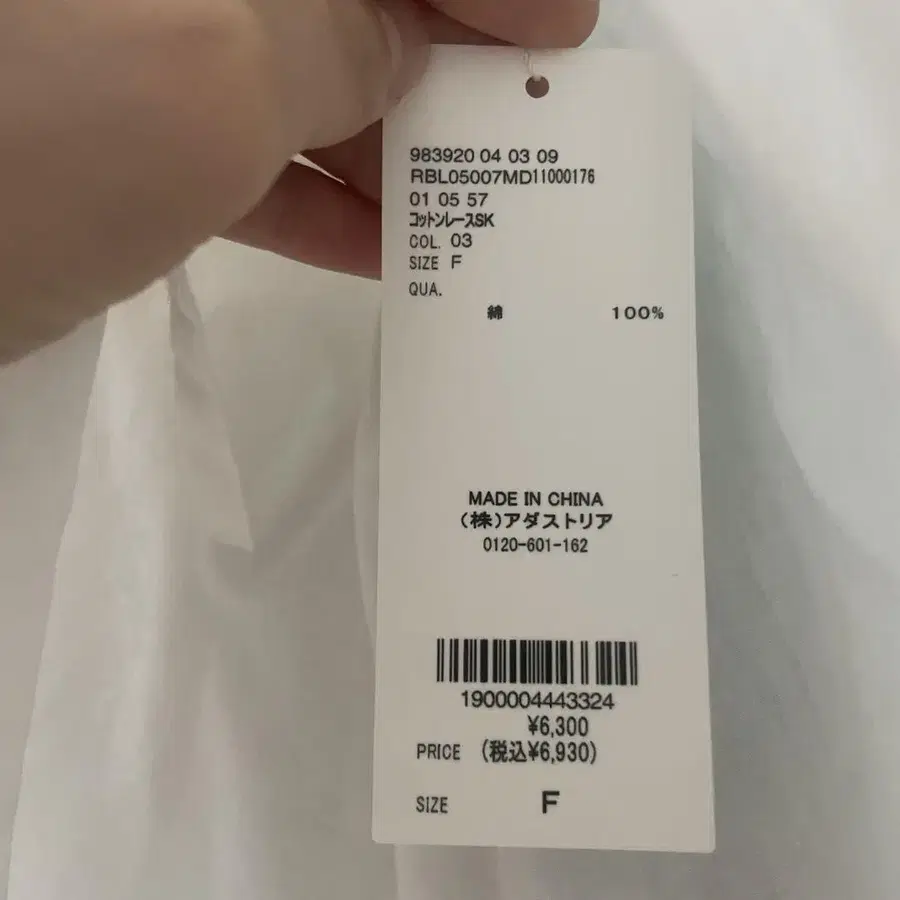 983920 04 03 09
RBL05007MD11000176
01 05 57
コットンレースSK
COL. 03
SIZE F
QUA.
綿 100%
MADE IN CHINA
(株)アダストリア
0120-601-162
1900004443324
¥6,300
PRICE (税込¥6,930)
SIZE F